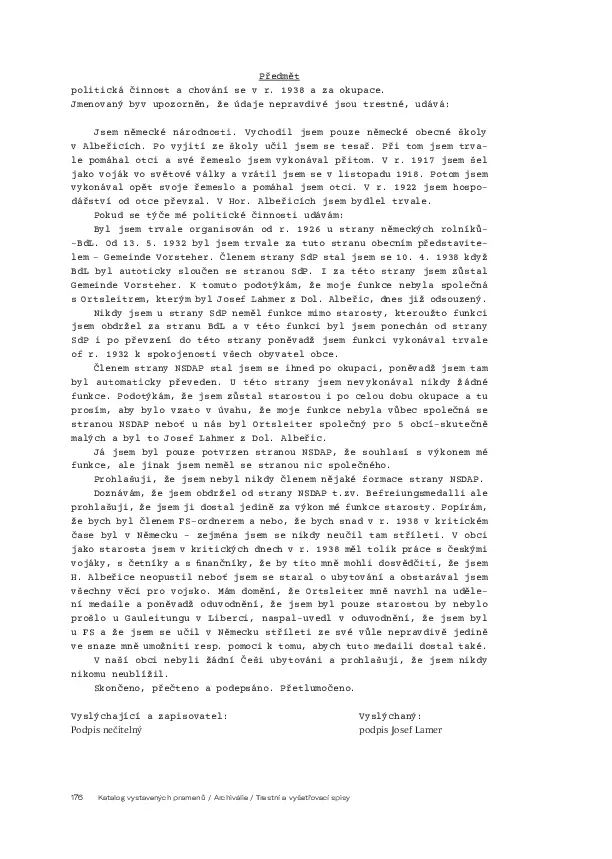 Předmět
politická činnost a chování se v r. 1938 a za okupace.
Jmenovaný byv upozorněn, že údaje nepravdivé jsou trestné, udává:
Jsem německé národnosti. Vychodil jsem pouze německé obecné školy
v Albeřicích. Po vyjití ze školy učil jsem se tesař. Při tom jsem trva-
le pomáhal otci a své řemeslo jsem vykonával přitom. V r. 1917 jsem šel
jako voják vo světové války a vrátil jsem se v listopadu 1918. Potom jsem
vykonával opět svoje řemeslo a pomáhal jsem otci. V r. 1922 jsem hospo-
dářství od otce převzal. V Hor. Albeřicích jsem bydlel trvale.
Pokud se týče mé politické činnosti udávám:
Byl jsem trvale organisován od r. 1926 u strany německých rolníků-
-BdL. Od 13. 5. 1932 byl jsem trvale za tuto stranu obecním představite-
lem – Gemeinde Vorsteher. Členem strany SdP stal jsem se 10. 4. 1938 když
BdL byl autoticky sloučen se stranou SdP. I za této strany jsem zůstal
Gemeinde Vorsteher. K tomuto podotýkám, že moje funkce nebyla společná
s Ortsleitrem, kterým byl Josef Lahmer z Dol. Albeřic, dnes již odsouzený.
Nikdy jsem u strany SdP neměl funkce mimo starosty, kteroužto funkci
jsem obdržel za stranu BdL a v této funkci byl jsem ponechán od strany
SdP i po převzení do této strany poněvadž jsem funkci vykonával trvale
of r. 1932 k spokojenosti všech obyvatel obce.
Členem strany NSDAP stal jsem se ihned po okupaci, poněvadž jsem tam
byl automaticky převeden. U této strany jsem nevykonával nikdy žádné
funkce. Podotýkám, že jsem zůstal starostou i po celou dobu okupace a tu
prosím, aby bylo vzato v úvahu, že moje funkce nebyla vůbec společná se
stranou NSDAP neboť u nás byl Ortsleiter společný pro 5 obcí-skutečně
malých a byl to Josef Lahmer z Dol. Albeřic.
Já jsem byl pouze potvrzen stranou NSDAP, že souhlasí s výkonem mé
funkce, ale jinak jsem neměl se stranou nic společného.
Prohlašuji, že jsem nebyl nikdy členem nějaké formace strany NSDAP.
Doznávám, že jsem obdržel od strany NSDAP t.zv. Befreiungsmedalli ale
prohlašuji, že jsem ji dostal jedině za výkon mé funkce starosty. Popírám,
že bych byl členem FS-ordnerem a nebo, že bych snad v r. 1938 v kritickém
čase byl v Německu – zejména jsem se nikdy neučil tam stříleti. V obci
jako starosta jsem v kritických dnech v r. 1938 měl tolik práce s českými
vojáky, s četníky a s finančníky, že by tito mně mohli dosvědčiti, že jsem
H. Albeřice neopustil neboť jsem se staral o ubytování a obstarával jsem
všechny věci pro vojsko. Mám domění, že Ortsleiter mně navrhl na uděle-
ní medaile a poněvadž oduvodnění, že jsem byl pouze starostou by nebylo
prošlo u Gauleitungu v Liberci, naspal-uvedl v oduvodnění, že jsem byl
u FS a že jsem se učil v Německu stříleti ze své vůle nepravdivě jedině
ve snaze mně umožniti resp. pomoci k tomu, abych tuto medaili dostal také.
V naší obci nebyli žádní Češi ubytováni a prohlašuji, že jsem nikdy
nikomu neublížil.
Skončeno, přečteno a podepsáno. Přetlumočeno.
Vyslýchající a zapisovatel: Vyslýchaný:
Podpis nečitelný podpis Josef Lamer
176 Katalog vystavených pramenů / Archiválie / Trestní a vyšetřovací spisy